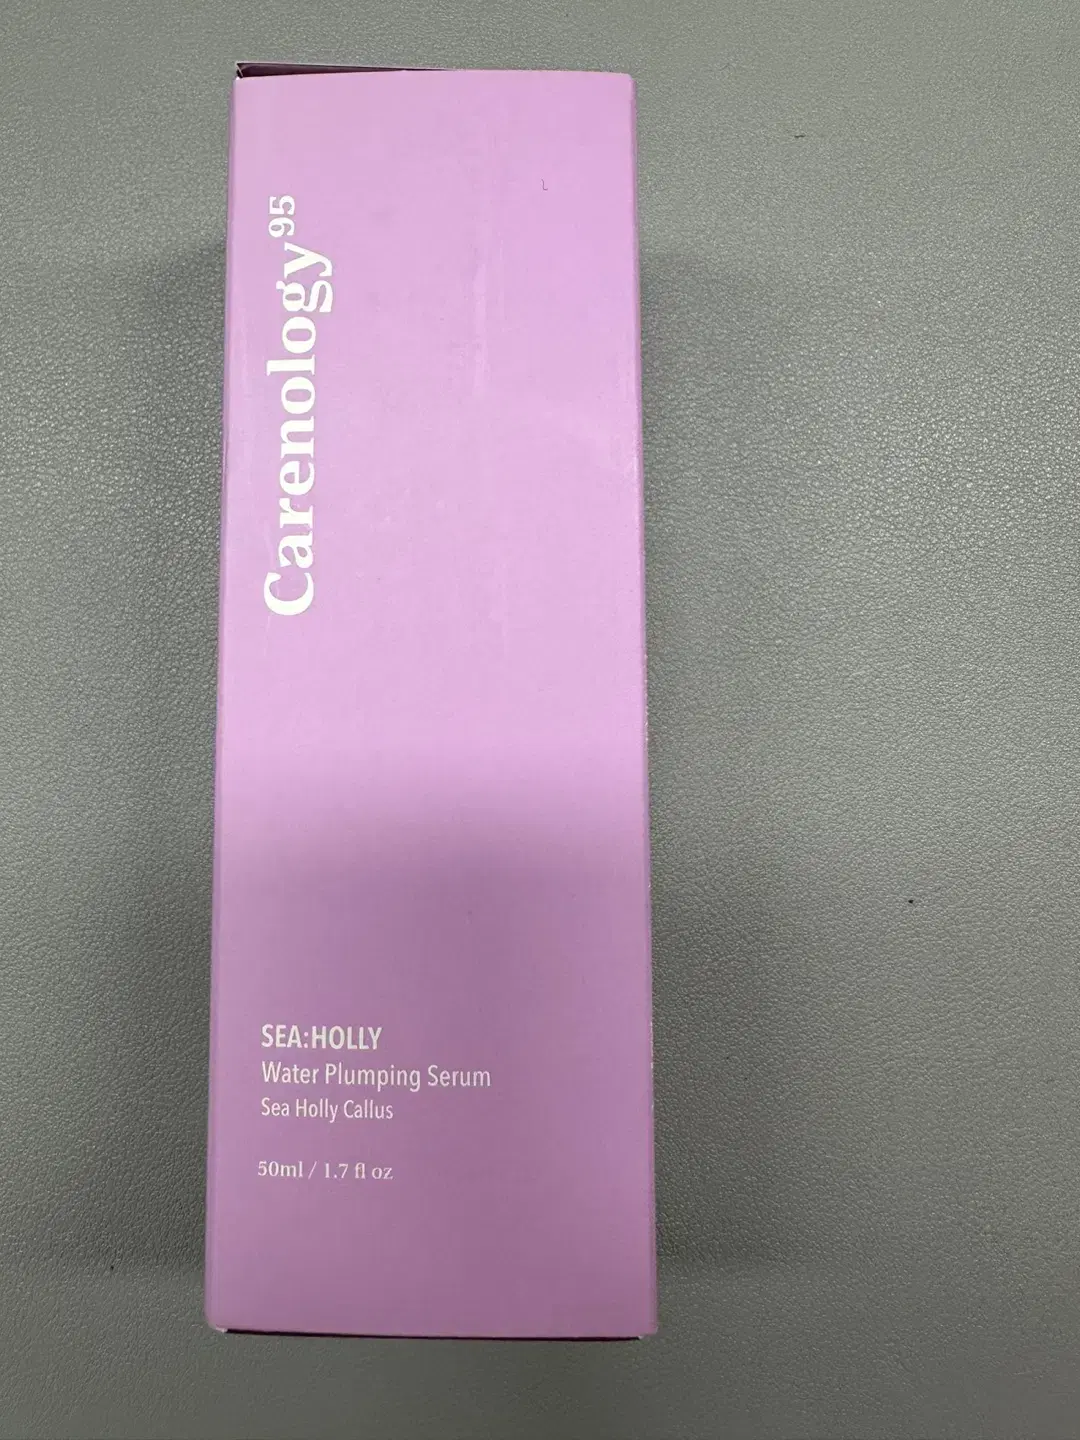 Carenology95
SEA:HOLLY
Water Plumping Serum
Sea Holly Callus
50ml / 1.7 fl oz